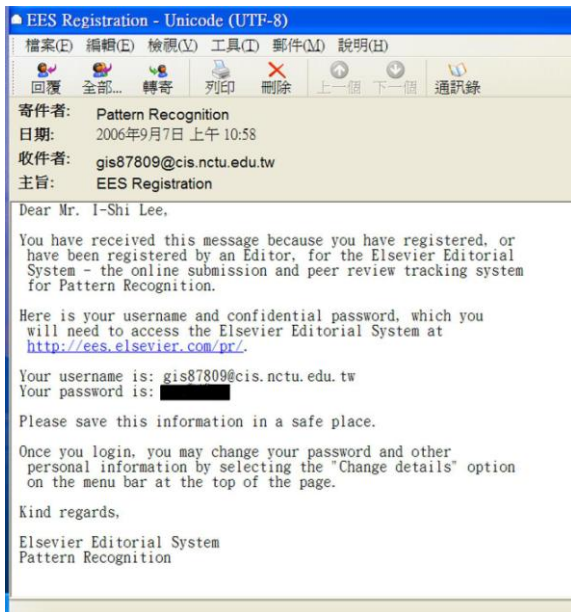 EES Registration - Unicode (UTF-8)
檔案(F) 編輯(E) 檢視(V) 工具(T) 郵件(M) 說明(H)
回覆 全部... 轉寄 列印 刪除 上一個 下一個 通訊錄
寄件者: Pattern Recognition
日期: 2006年9月7日 上午 10:58
收件者: gis87809@cis.nctu.edu.tw
主旨: EES Registration
Dear Mr. I-Shi Lee,
You have received this message because you have registered, or
have been registered by an Editor, for the Elsevier Editorial
System - the online submission and peer review tracking system
for Pattern Recognition.
Here is your username and confidential password, which you
will need to access the Elsevier Editorial System at
http://ees.elsevier.com/pr/.
Your username is: gis87809@cis.nctu.edu.tw
Your password is:
Please save this information in a safe place.
Once you login, you may change your password and other
personal information by selecting the "Change details" option
on the menu bar at the top of the page.
Kind regards,
Elsevier Editorial System
Pattern Recognition